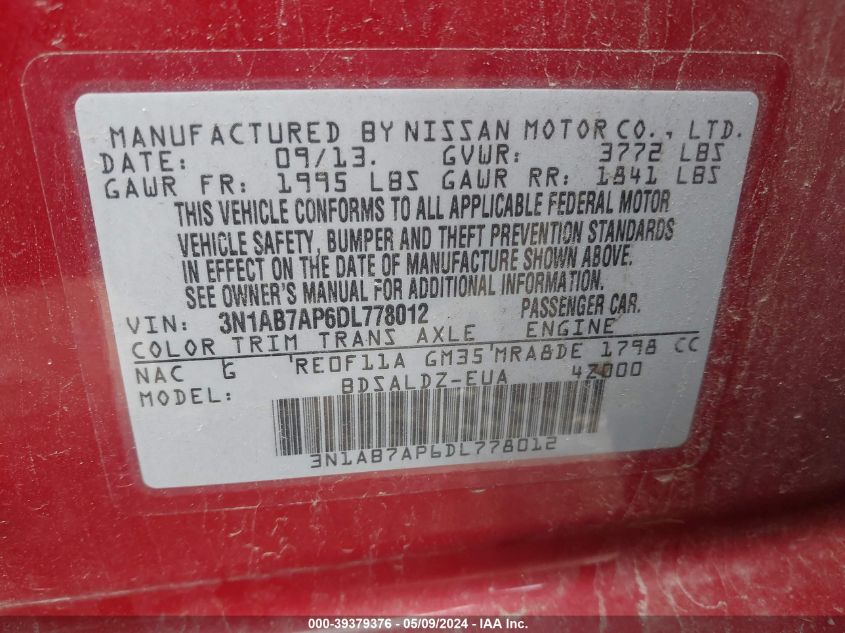 MANUFACTURED BY NISSAN MOTOR CO., LTD.
DATE: 09/13. GVWR: 3772 LBS
GAWR FR: 1995 LBS GAWR RR: 1841 LBS
THIS VEHICLE CONFORMS TO ALL APPLICABLE FEDERAL MOTOR
VEHICLE SAFETY, BUMPER AND THEFT PREVENTION STANDARDS
IN EFFECT ON THE DATE OF MANUFACTURE SHOWN ABOVE.
SEE OWNER'S MANUAL FOR ADDITIONAL INFORMATION.
VIN: 3N1AB7AP6DL778012 PASSENGER CAR.
COLOR TRIM TRANS AXLE ENGINE
NAC G 'RE0F11A GM35'MRA8DE 1798 CC
MODEL: BDSALDZ-EUA 4Z000
3N1AB7AP6DL778012
000-39379376 | 05/09/2024 - IAAI.com